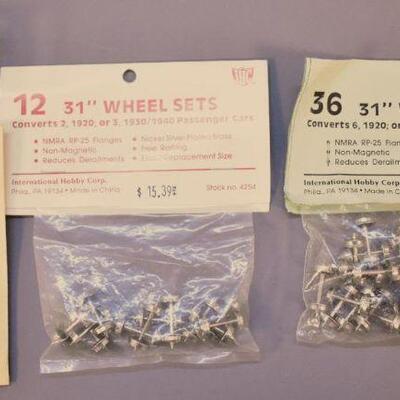 IHC
12 31" WHEEL SETS
Converts 2, 1920; or 3, 1930/1940 Passenger Cars
• NMRA RP-25 Flanges
• Non-Magnetic
• Reduces Derailments
• Nickel Silver Plated Brass
• Free Rolling
• Exact Replacement Size
International Hobby Corp.
Phila., PA 19134 • Made in China
$ 15.39
Stock no. 4254
36 31"
Converts 6, 1920; or
• NMRA RP-25 Flan
• Non-Magnetic
• Reduces Derailm
International Hobby Corp.
Phila., PA 19134 • Made in China